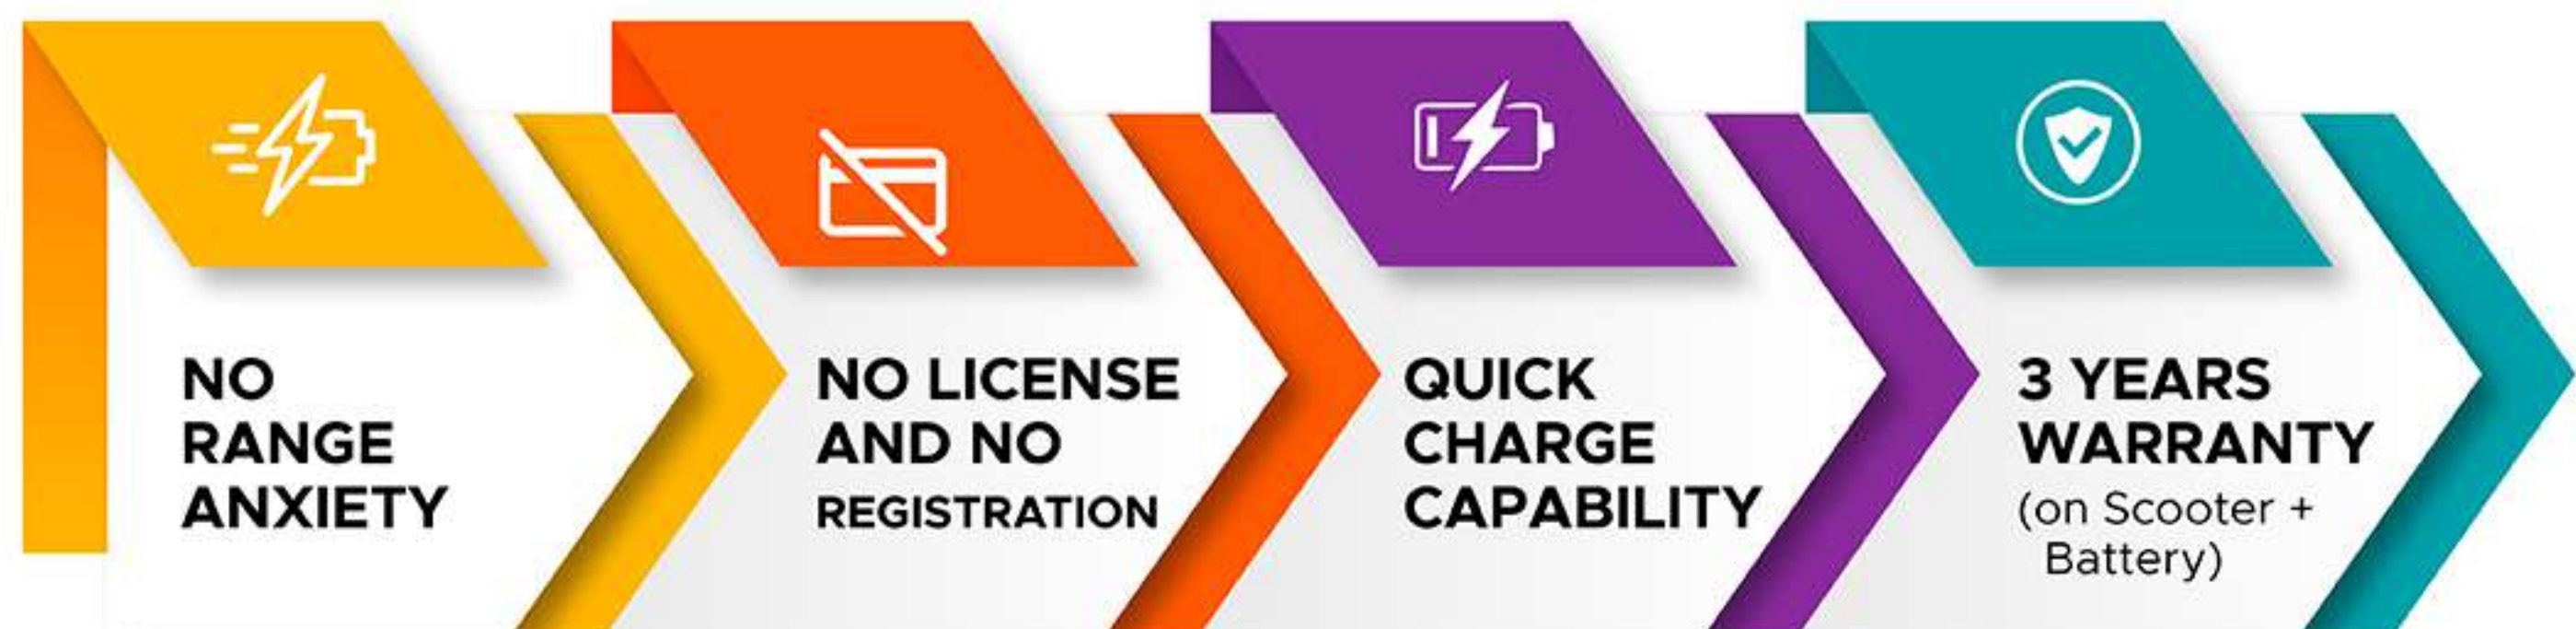 NO
RANGE
ANXIETY
NO LICENSE
AND NO
REGISTRATION
QUICK
CHARGE
CAPABILITY
3 YEARS
WARRANTY
(on Scooter +
Battery)